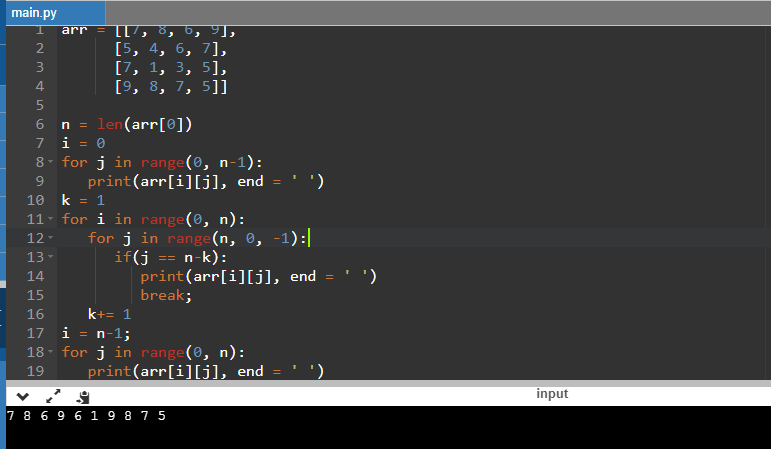 main.py
1 arr = [[7, 8, 6, 9],
2 [5, 4, 6, 7],
3 [7, 1, 3, 5],
4 [9, 8, 7, 5]]
5
6 n = len(arr[0])
7 i = 0
8 for j in range(0, n-1):
9 print(arr[i][j], end = ' ')
10 k = 1
11 for i in range(0, n):
12 for j in range(n, 0, -1):
13 if(j == n-k):
14 print(arr[i][j], end = ' ')
15 break;
16 k+= 1
17 i = n-1;
18 for j in range(0, n):
19 print(arr[i][j], end = ' ')
input
7 8 6 9 6 1 9 8 7 5